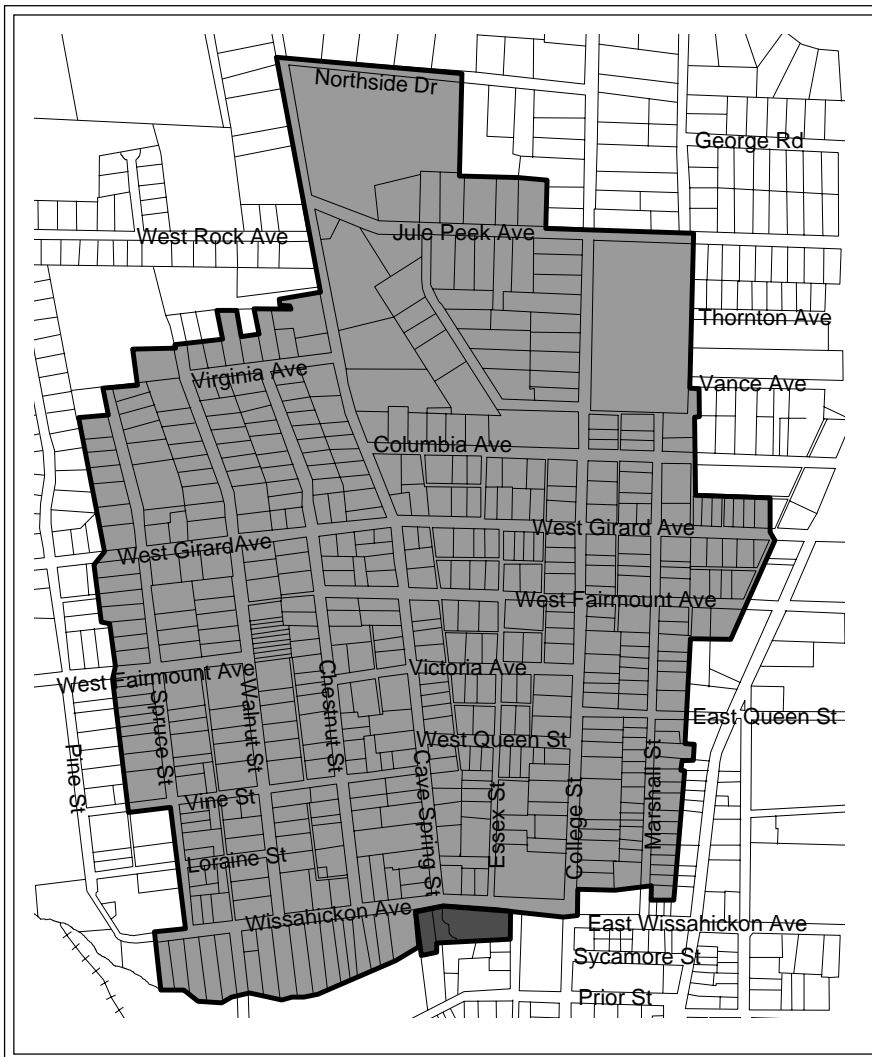 Northside Dr
George Rd
West Rock Ave
Jule Peek Ave
Thornton Ave
Virginia Ave
Vance Ave
Columbia Ave
West Girard Ave
West GirardAve
West Fairmount Ave
West Fairmount Ave
Victoria Ave
East Queen St
West Queen St
Pine St
Spruce St
Walnut St
Chestnut St
Cave Spring St
Essex St
College St
Marshall St
Vine St
Loraine St
Wissahickon Ave
East Wissahickon Ave
Sycamore St
Prior St